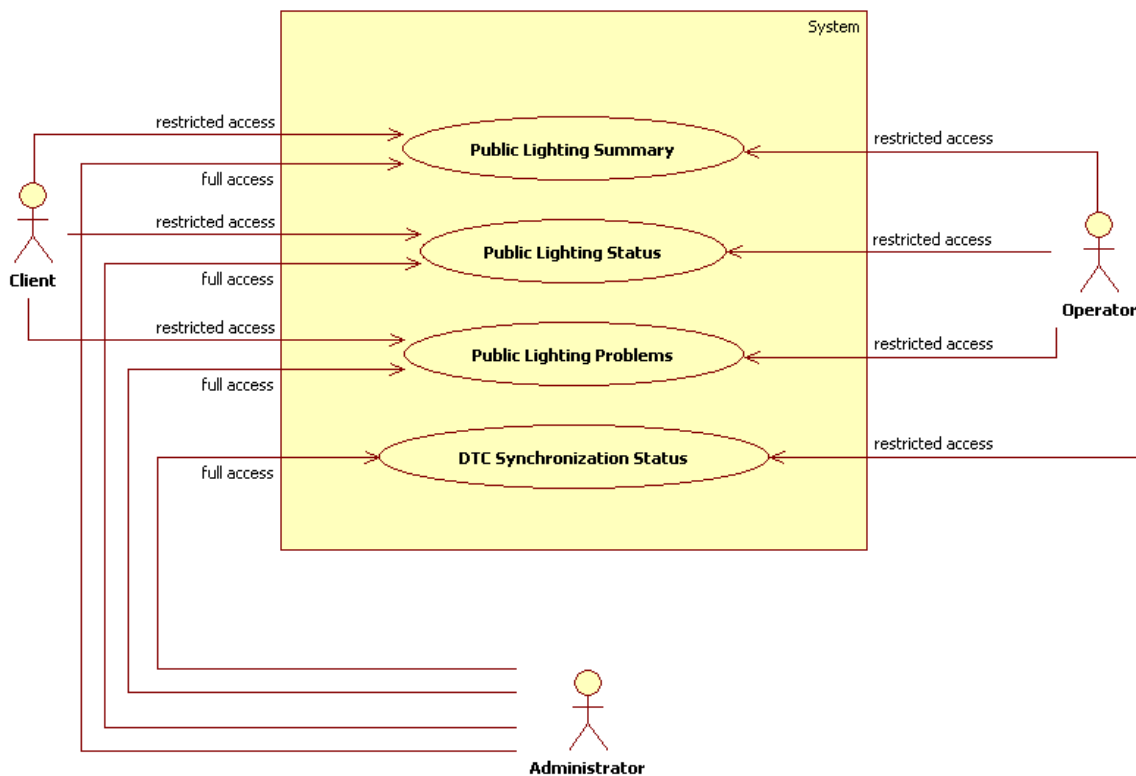 System
restricted access
restricted access
Public Lighting Summary
full access
restricted access
restricted access
Public Lighting Status
full access
Client
Operator
restricted access
restricted access
Public Lighting Problems
full access
restricted access
DTC Synchronization Status
full access
Administrator